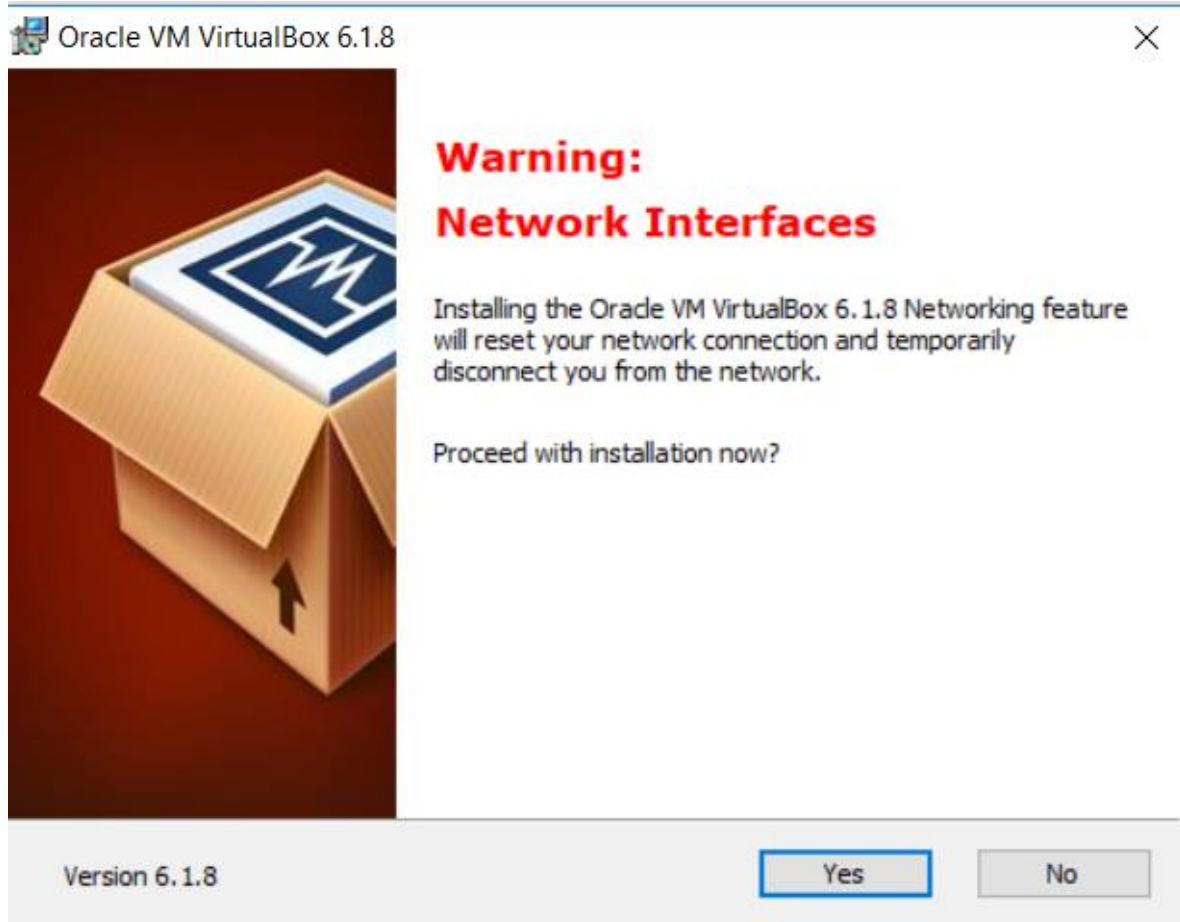 Oracle VM VirtualBox 6.1.8
Warning:
Network Interfaces
Installing the Oracle VM VirtualBox 6.1.8 Networking feature
will reset your network connection and temporarily
disconnect you from the network.
Proceed with installation now?
Version 6.1.8
Yes
No